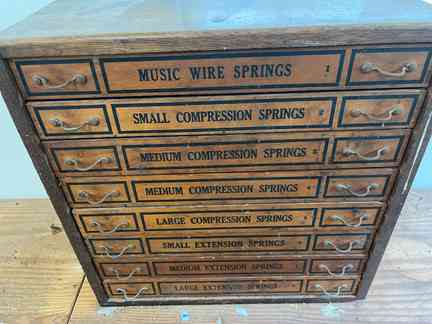 MUSIC WIRE SPRINGS 1
SMALL COMPRESSION SPRINGS
MEDIUM COMPRESSION SPRINGS
MEDIUM COMPRESSION SPRINGS
LARGE COMPRESSION SPRINGS
SMALL EXTENSION SPRINGS
MEDIUM EXTENSION SPRINGS
LARGE EXTENSION SPRINGS